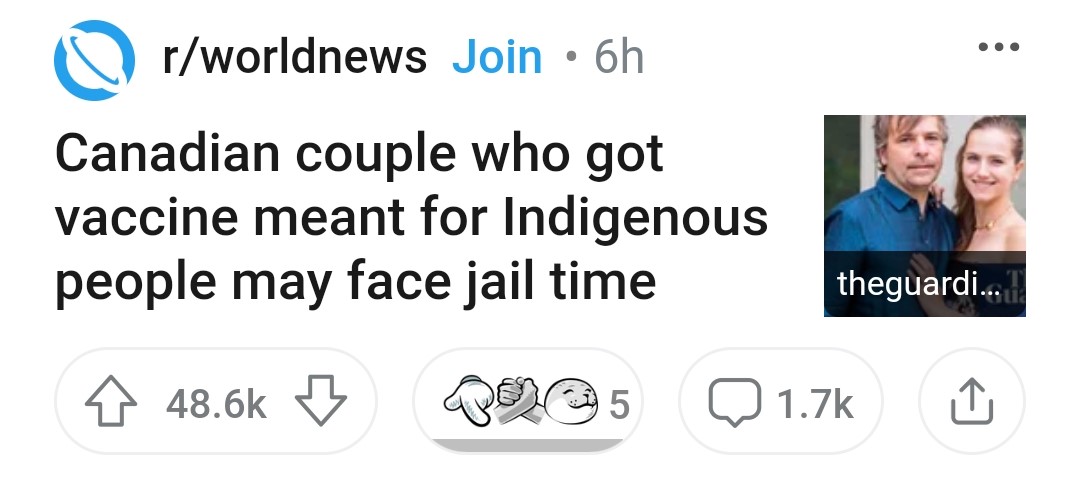 r/worldnews Join • 6h
Canadian couple who got
vaccine meant for Indigenous
people may face jail time
theguardi...
48.6k 5 1.7k